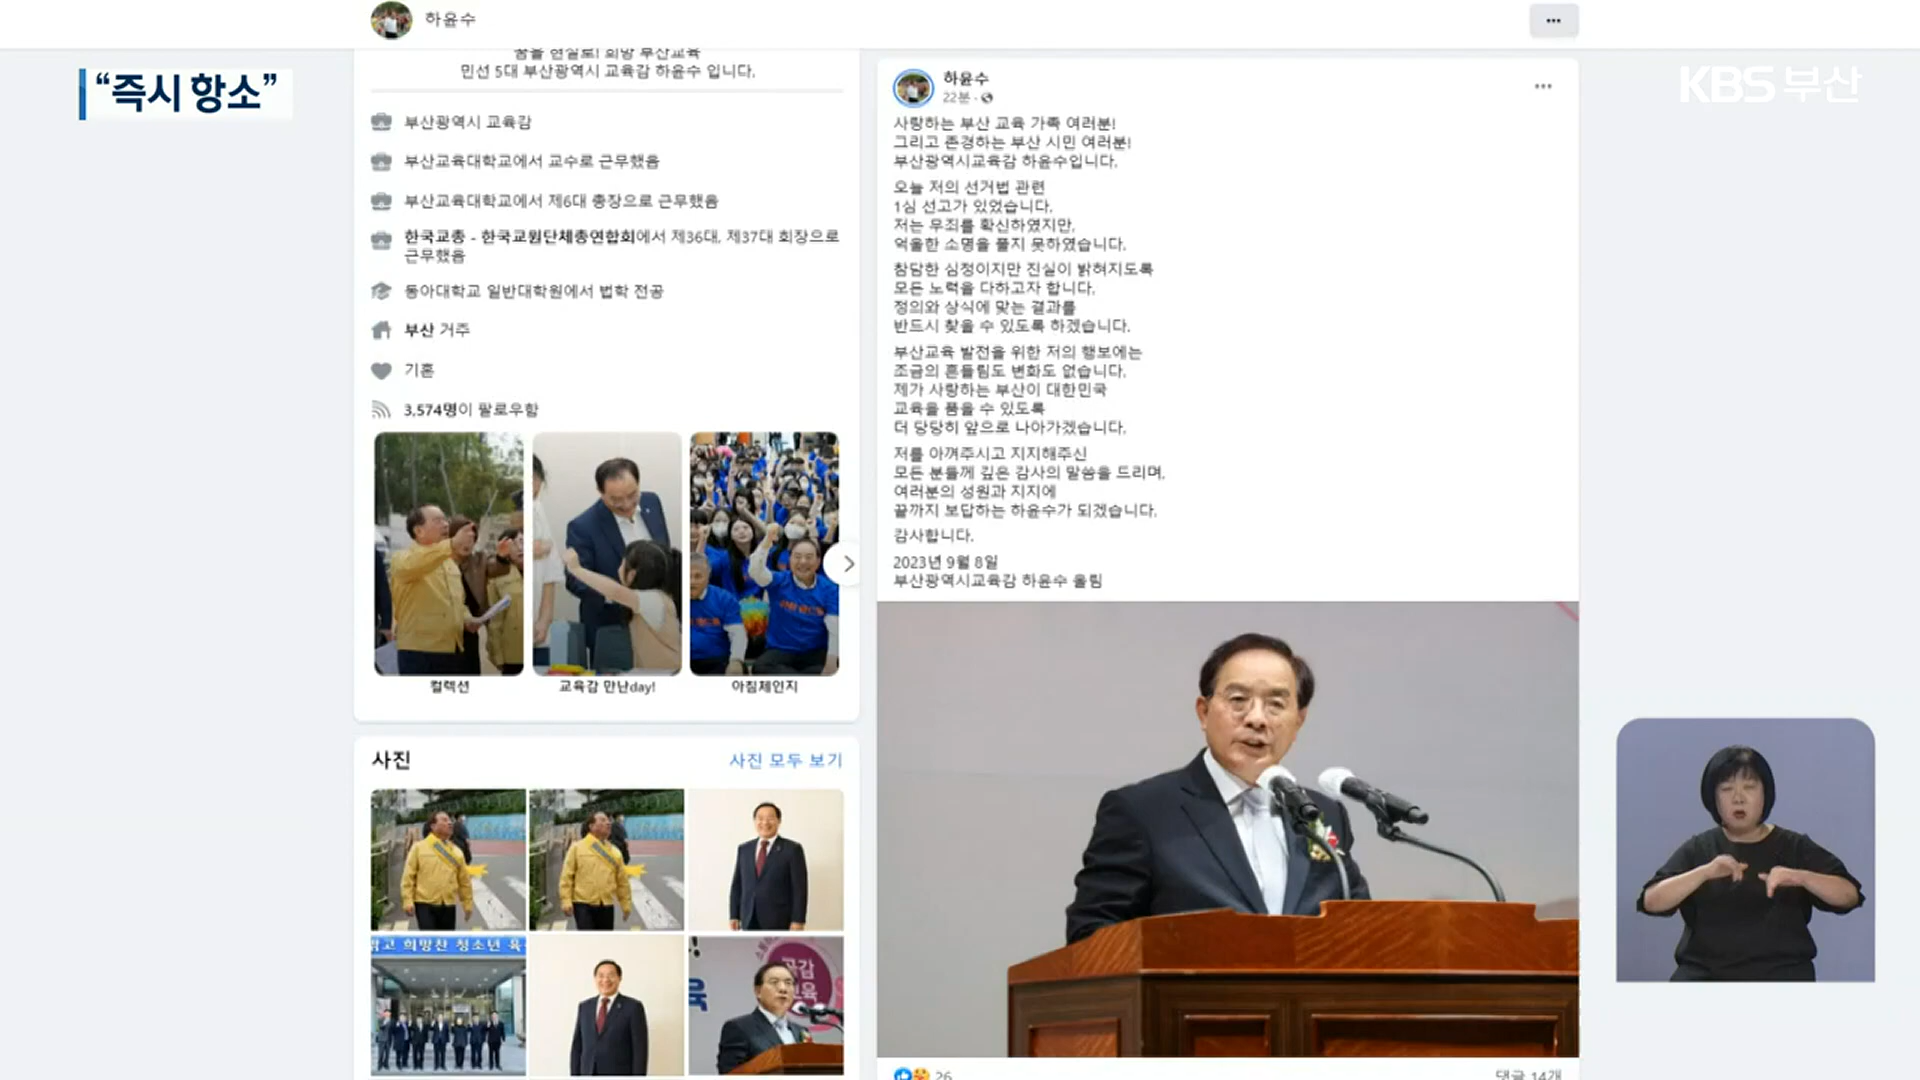 하윤수
“즉시 항소”
KBS 부산
꿈을 현실로! 희망 부산교육
민선 5대 부산광역시 교육감 하윤수 입니다.
부산광역시 교육감
부산교육대학교에서 교수로 근무했음
부산교육대학교에서 제6대 총장으로 근무했음
한국교총 - 한국교원단체총연합회에서 제36대, 제37대 회장으로
근무했음
동아대학교 일반대학원에서 법학 전공
부산 거주
기혼
3,574명이 팔로우함
컬렉션
교육감 만난day!
아침체인지
사진
사진 모두 보기
하윤수
22분
사랑하는 부산 교육 가족 여러분!
그리고 존경하는 부산 시민 여러분!
부산광역시교육감 하윤수입니다.
오늘 저의 선거법 관련
1심 선고가 있었습니다.
저는 무죄를 확신하였지만,
억울한 소명을 풀지 못하였습니다.
참담한 심정이지만 진실이 밝혀지도록
모든 노력을 다하고자 합니다.
정의와 상식에 맞는 결과를
반드시 찾을 수 있도록 하겠습니다.
부산교육 발전을 위한 저의 행보에는
조금의 흔들림도 변화도 없습니다.
제가 사랑하는 부산이 대한민국
교육을 품을 수 있도록
더 당당히 앞으로 나아가겠습니다.
저를 아껴주시고 지지해주신
모든 분들께 깊은 감사의 말씀을 드리며,
여러분의 성원과 지지에
끝까지 보답하는 하윤수가 되겠습니다.
감사합니다.
2023년 9월 8일
부산광역시교육감 하윤수 올림
희망찬 청소년
공감
교육
26
댓글 14개